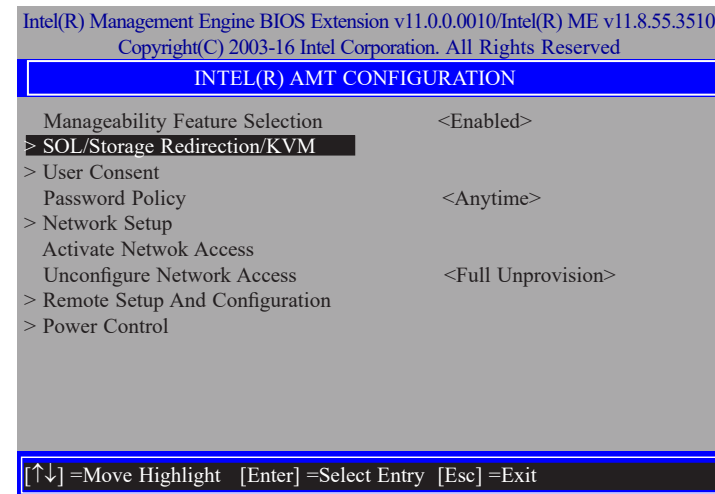 Intel(R) Management Engine BIOS Extension v11.0.0.0010/Intel(R) ME v11.8.55.3510
Copyright(C) 2003-16 Intel Corporation. All Rights Reserved
INTEL(R) AMT CONFIGURATION
Manageability Feature Selection <Enabled>
> SOL/Storage Redirection/KVM
> User Consent
Password Policy <Anytime>
> Network Setup
Activate Netwok Access
Unconfigure Network Access <Full Unprovision>
> Remote Setup And Configuration
> Power Control
[↑↓] =Move Highlight [Enter] =Select Entry [Esc] =Exit